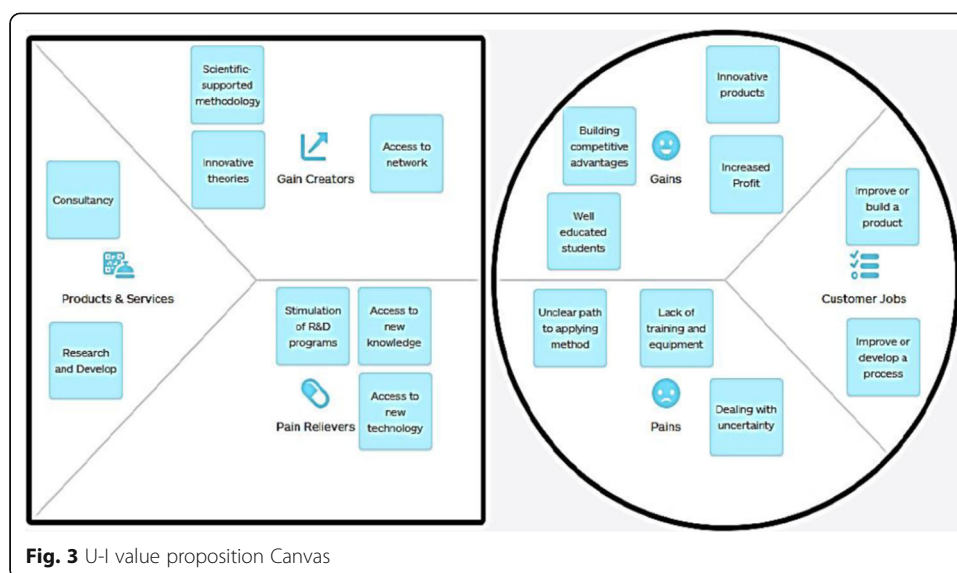 Scientific-
supported
methodology
Innovative
theories
Gain Creators
Access to
network
Consultancy
Products & Services
Research
and Develop
Stimulation
of R&D
programs
Access to
new
knowledge
Pain Relievers
Access to
new
technology
Innovative
products
Building
competitive
advantages
Gains
Increased
Profit
Well
educated
students
Improve or
build a
product
Customer Jobs
Improve or
develop a
process
Unclear path
to applying
method
Lack of
training and
equipment
Pains
Dealing with
uncertainty
Fig. 3 U-I value proposition Canvas